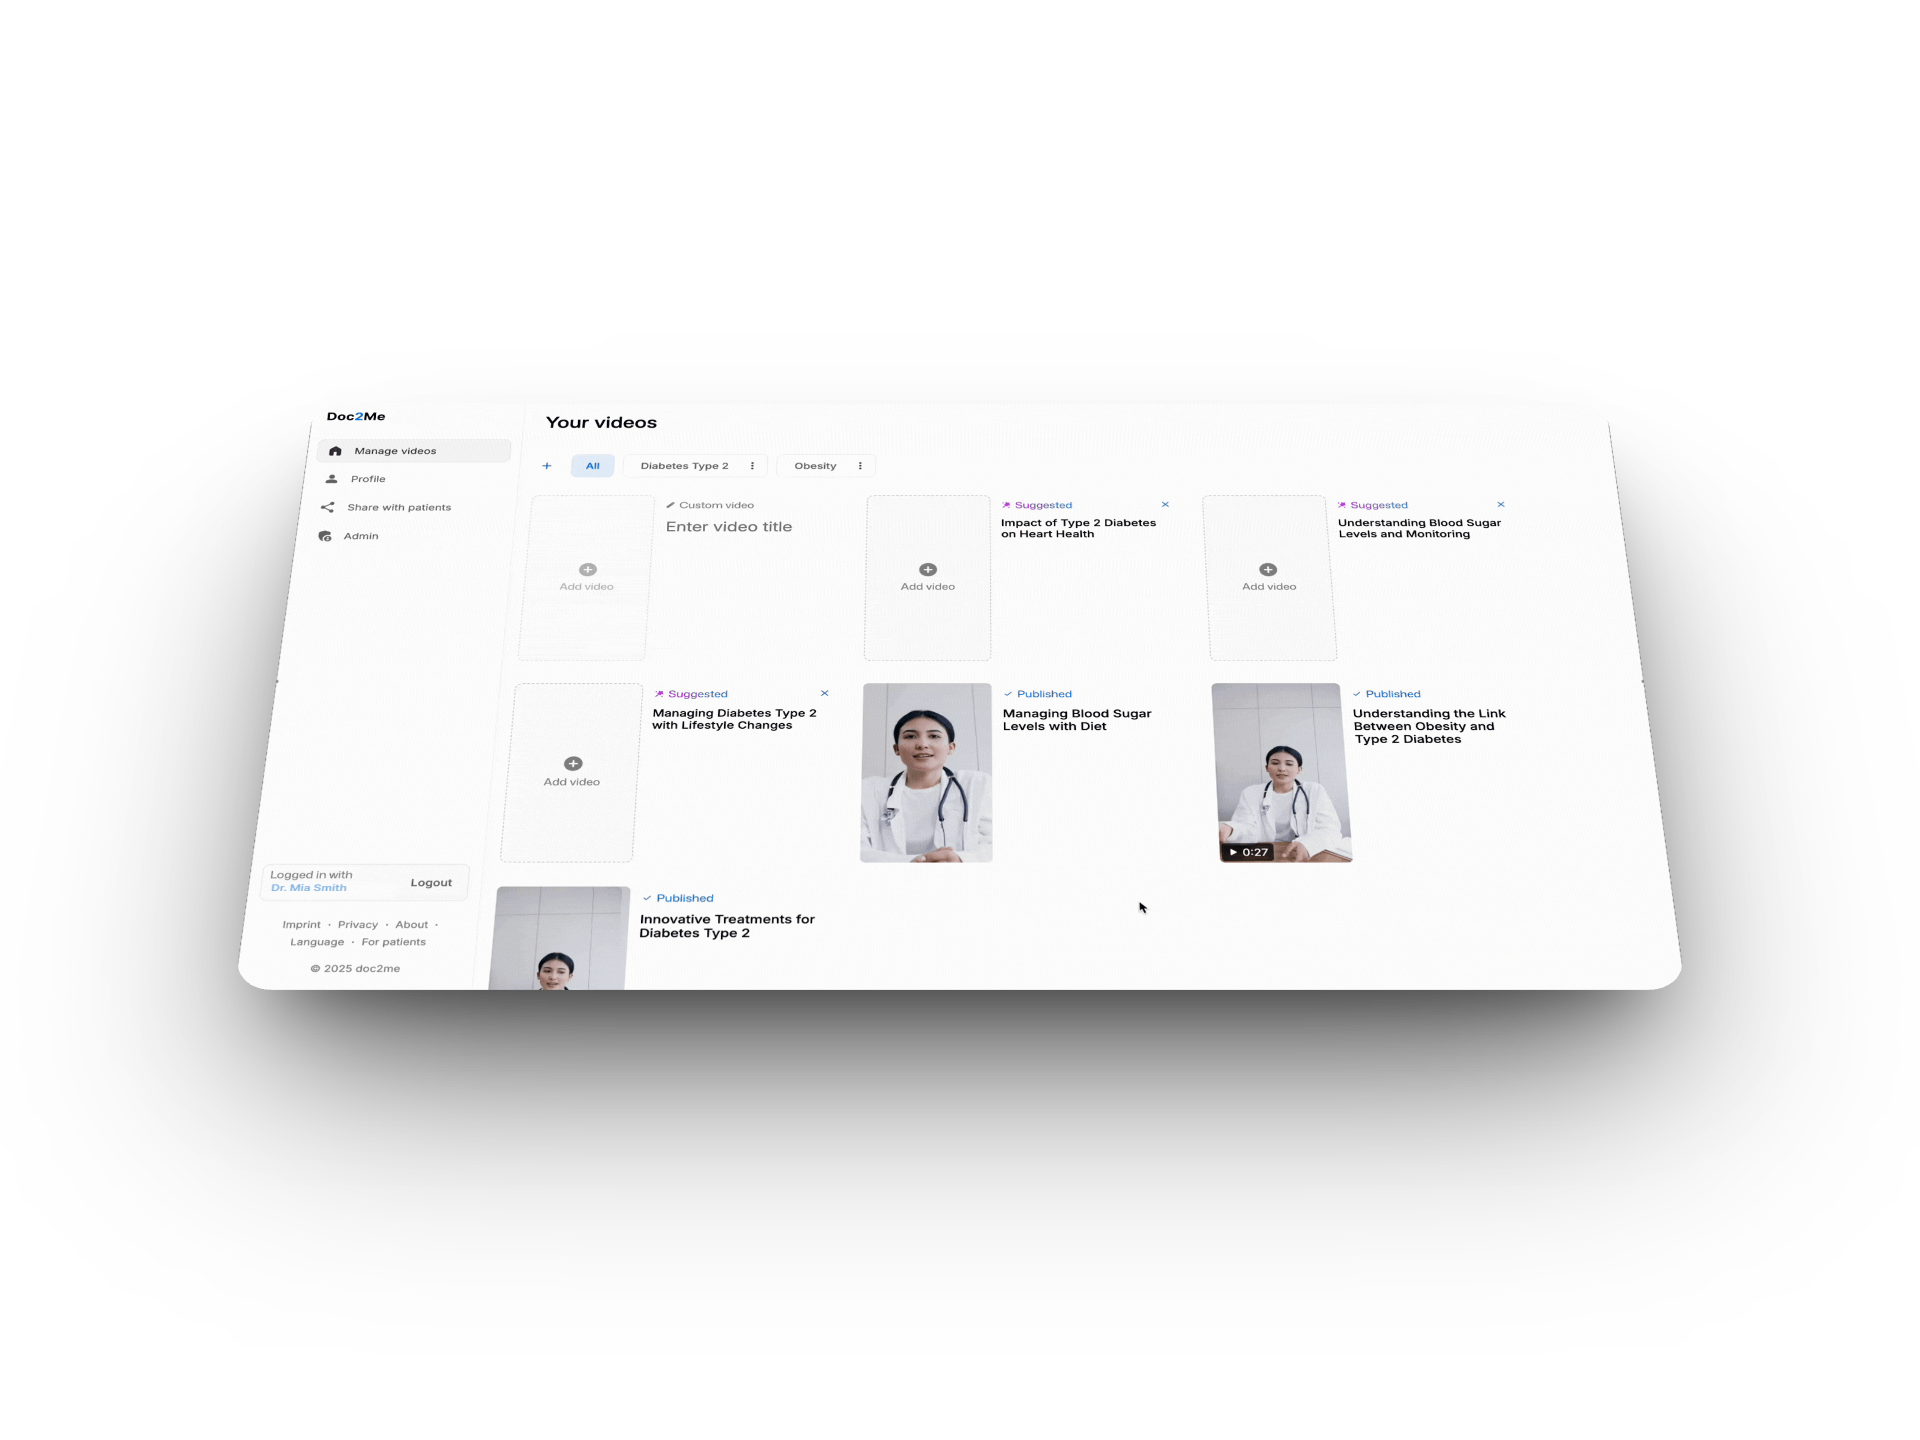 Doc2Me
Manage videos
Profile
Share with patients
Admin
Logged in with
Dr. Mia Smith
Logout
Imprint · Privacy · About ·
Language · For patients
© 2025 doc2me
Your videos
+ All Diabetes Type 2 Obesity
Add video
Custom video
Enter video title
Add video
Suggested
Impact of Type 2 Diabetes
on Heart Health
Add video
Suggested
Understanding Blood Sugar
Levels and Monitoring
Add video
Suggested
Managing Diabetes Type 2
with Lifestyle Changes
Published
Managing Blood Sugar
Levels with Diet
0:27
Published
Understanding the Link
Between Obesity and
Type 2 Diabetes
Published
Innovative Treatments for
Diabetes Type 2